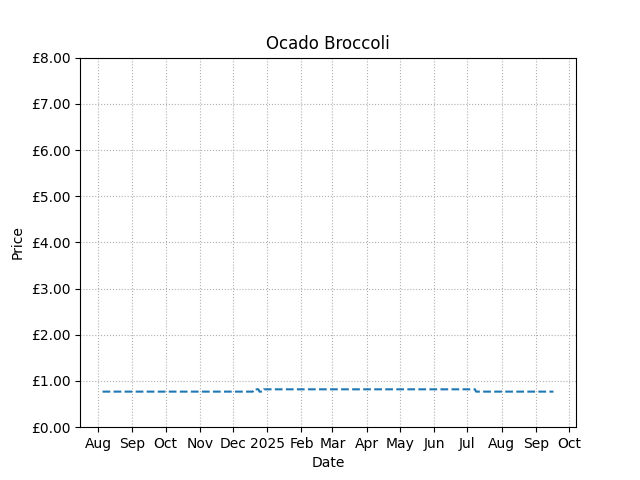 Ocado Broccoli
£8.00
£7.00
£6.00
£5.00
£4.00
£3.00
£2.00
£1.00
£0.00
Price
Aug Sep Oct Nov Dec 2025 Feb Mar Apr May Jun Jul Aug Sep Oct
Date